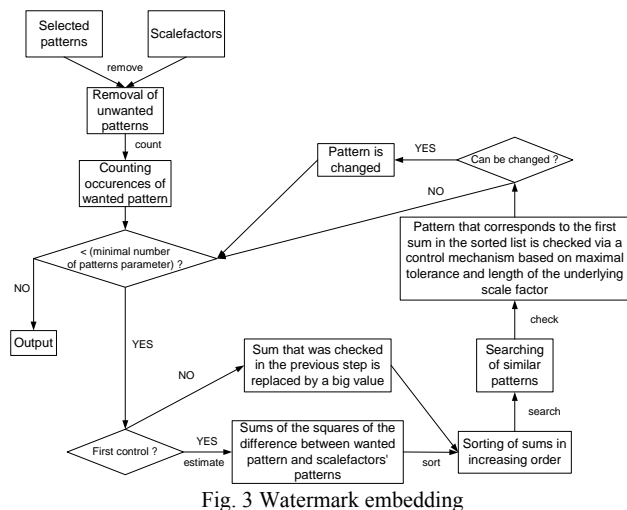 Selected
patterns
Scalefactors
remove
Removal of
unwanted
patterns
count
Counting
occurences of
wanted pattern
< (minimal number
of patterns parameter) ?
NO
Output
YES
First control ?
NO
Sum that was checked
in the previous step is
replaced by a big value
YES
estimate
Sums of the squares of the
difference between wanted
pattern and scalefactors'
patterns
sort
Sorting of sums in
increasing order
search
Searching
of similar
patterns
check
Pattern that corresponds to the first
sum in the sorted list is checked via a
control mechanism based on maximal
tolerance and length of the underlying
scale factor
Can be changed ?
YES
Pattern is
changed
NO
Fig. 3 Watermark embedding